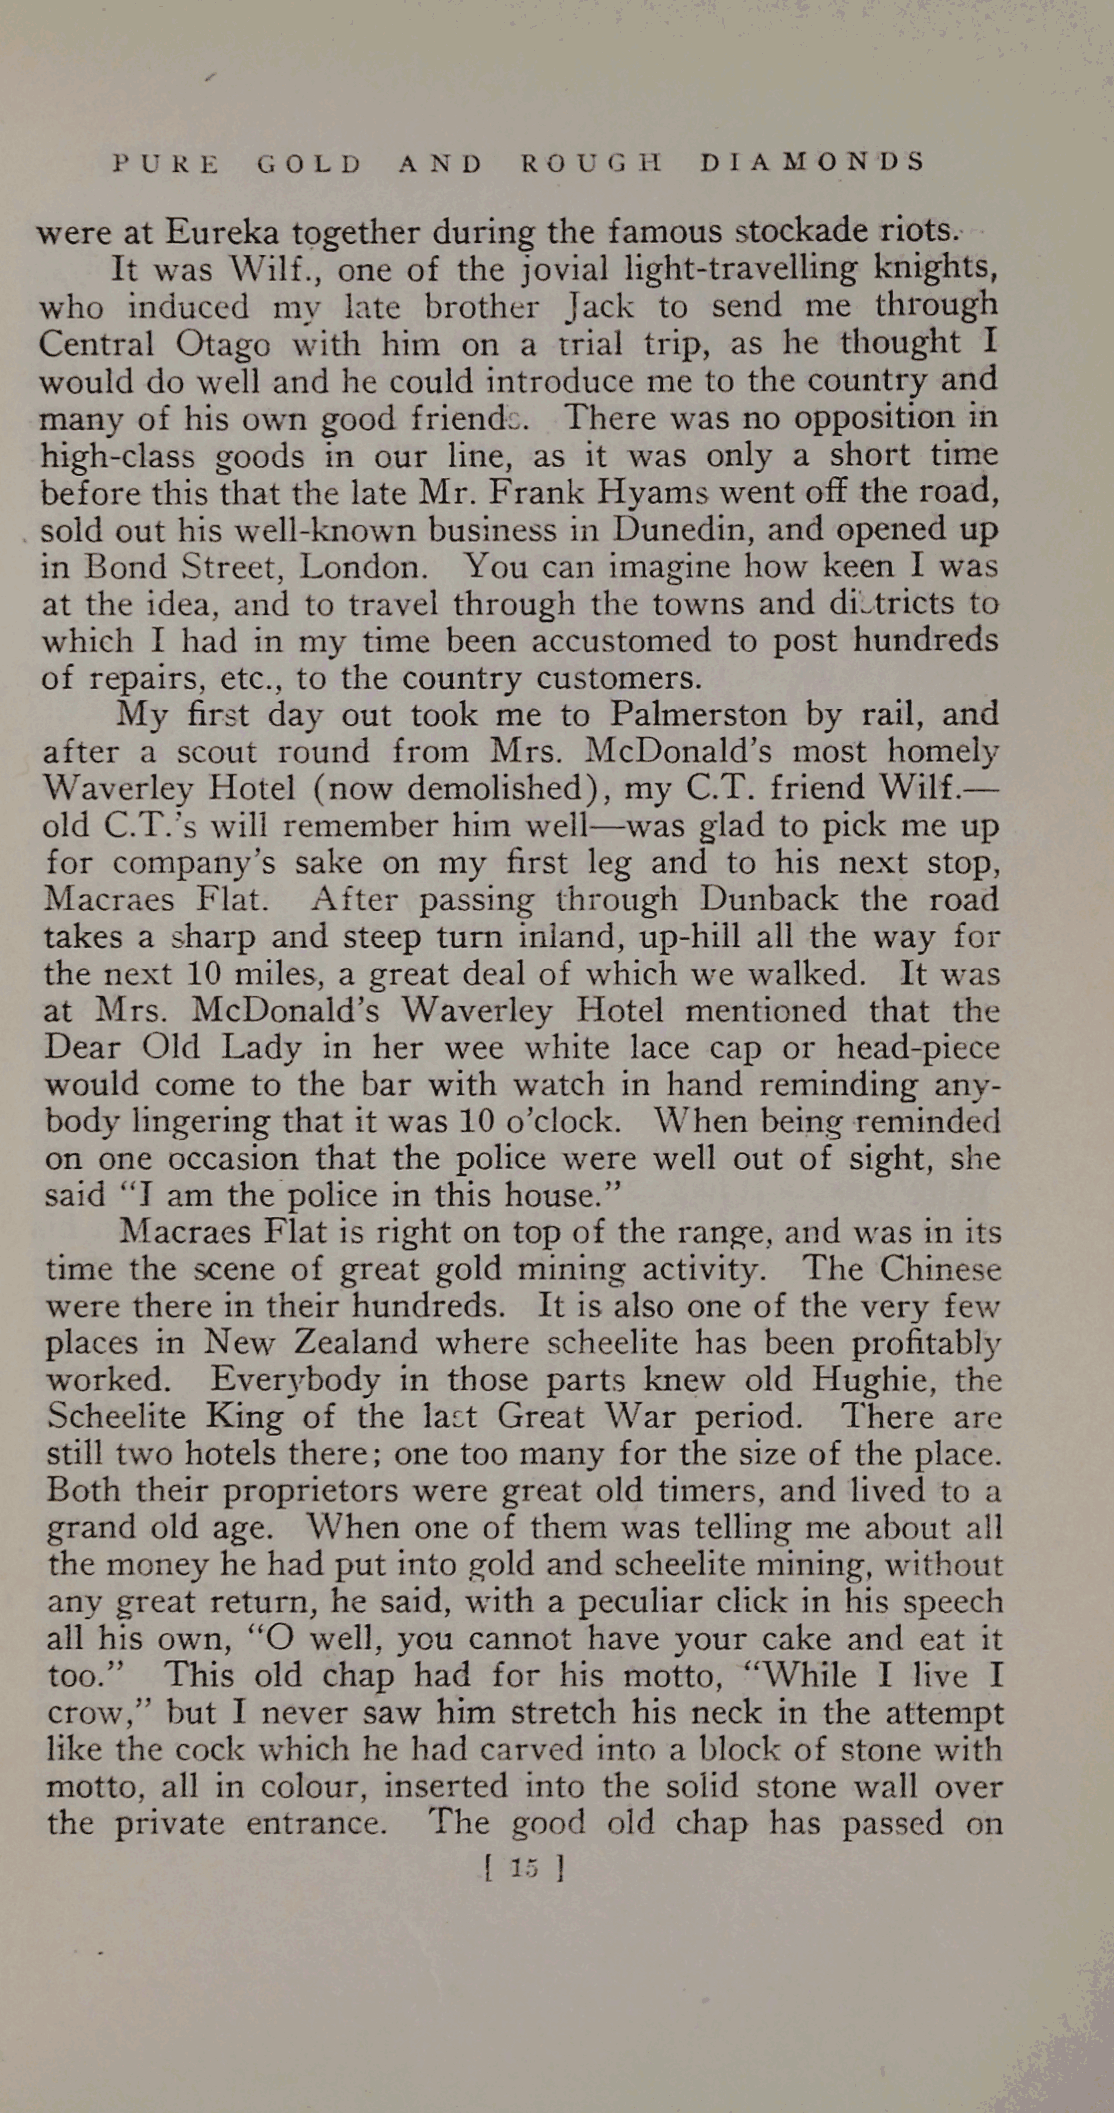 PURE GOLD AND ROUGH DIAMONDS
were at Eureka together during the famous stockade riots.
It was Wilf., one of the jovial light-travelling knights,
who induced my late brother Jack to send me through
Central Otago with him on a trial trip, as he thought I
would do well and he could introduce me to the country and
many of his own good friends. There was no opposition in
high-class goods in our line, as it was only a short time
before this that the late Mr. Frank Hyams went off the road,
sold out his well-known business in Dunedin, and opened up
in Bond Street, London. You can imagine how keen I was
at the idea, and to travel through the towns and districts to
which I had in my time been accustomed to post hundreds
of repairs, etc., to the country customers.
My first day out took me to Palmerston by rail, and
after a scout round from Mrs. McDonald's most homely
Waverley Hotel (now demolished), my C.T. friend Wilf.—
old C.T.'s will remember him well—was glad to pick me up
for company's sake on my first leg and to his next stop,
Macraes Flat. After passing through Dunback the road
takes a sharp and steep turn inland, up-hill all the way for
the next 10 miles, a great deal of which we walked. It was
at Mrs. McDonald's Waverley Hotel mentioned that the
Dear Old Lady in her wee white lace cap or head-piece
would come to the bar with watch in hand reminding any-
body lingering that it was 10 o'clock. When being reminded
on one occasion that the police were well out of sight, she
said "I am the police in this house."
Macraes Flat is right on top of the range, and was in its
time the scene of great gold mining activity. The Chinese
were there in their hundreds. It is also one of the very few
places in New Zealand where scheelite has been profitably
worked. Everybody in those parts knew old Hughie, the
Scheelite King of the last Great War period. There are
still two hotels there; one too many for the size of the place.
Both their proprietors were great old timers, and lived to a
grand old age. When one of them was telling me about all
the money he had put into gold and scheelite mining, without
any great return, he said, with a peculiar click in his speech
all his own, "O well, you cannot have your cake and eat it
too." This old chap had for his motto, "While I live I
crow," but I never saw him stretch his neck in the attempt
like the cock which he had carved into a block of stone with
motto, all in colour, inserted into the solid stone wall over
the private entrance. The good old chap has passed on
[ 15 ]